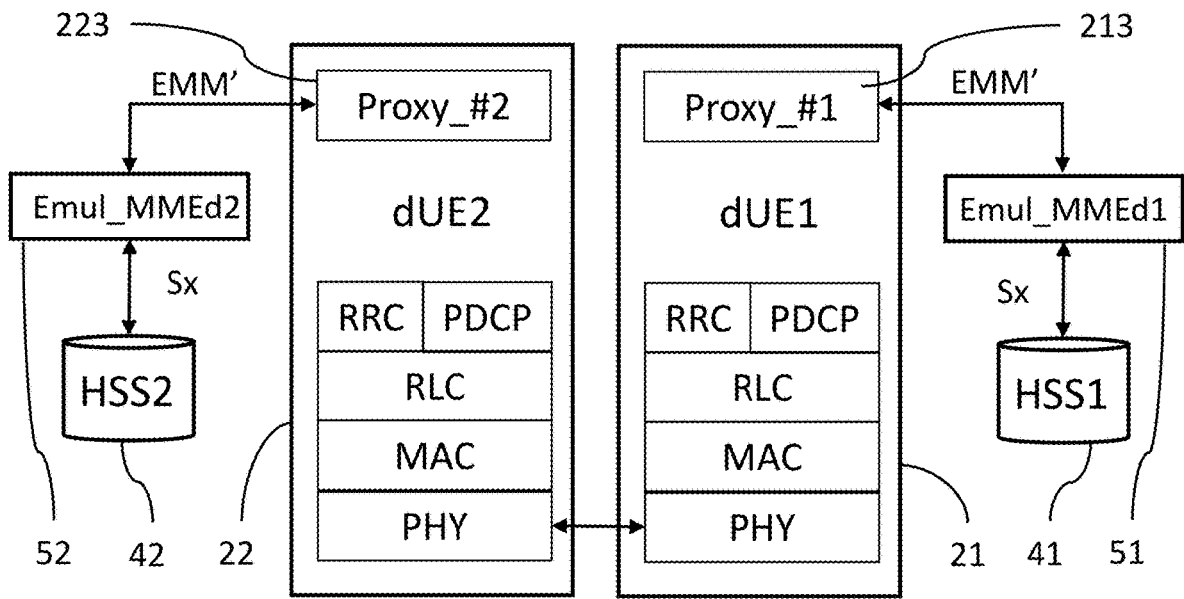 223
213
EMM’
EMM’
Proxy_#2
Proxy_#1
Emul_MMEd2
dUE2
dUE1
Emul_MMEd1
Sx
Sx
RRC
PDCP
RRC
PDCP
HSS2
RLC
RLC
HSS1
MAC
MAC
PHY
PHY
52
42
22
21
41
51